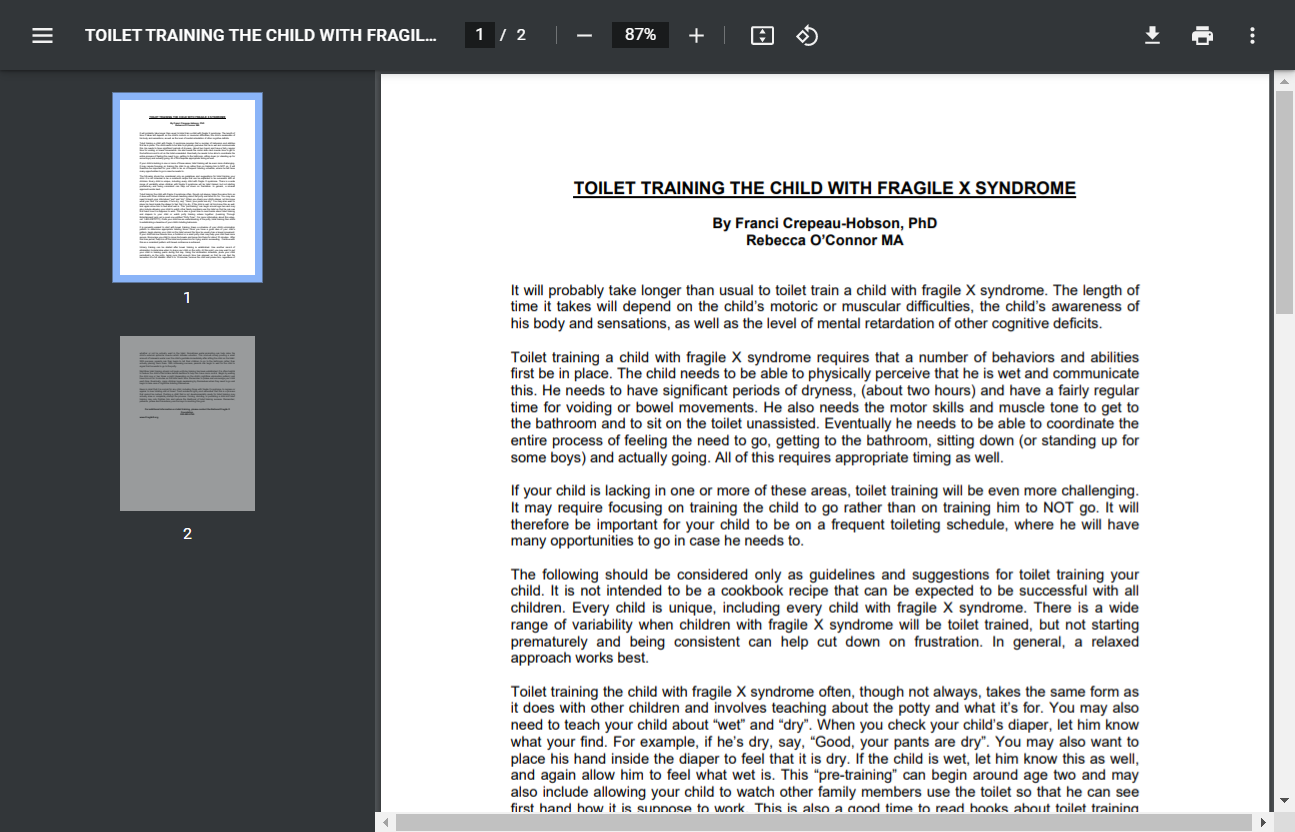 TOILET TRAINING THE CHILD WITH FRAGIL...
1 / 2
87%
1
2
TOILET TRAINING THE CHILD WITH FRAGILE X SYNDROME
By Franci Crepeau-Hobson, PhD
Rebecca O’Connor MA
It will probably take longer than usual to toilet train a child with fragile X syndrome. The length of
time it takes will depend on the child’s motoric or muscular difficulties, the child’s awareness of
his body and sensations, as well as the level of mental retardation of other cognitive deficits.
Toilet training a child with fragile X syndrome requires that a number of behaviors and abilities
first be in place. The child needs to be able to physically perceive that he is wet and communicate
this. He needs to have significant periods of dryness, (about two hours) and have a fairly regular
time for voiding or bowel movements. He also needs the motor skills and muscle tone to get to
the bathroom and to sit on the toilet unassisted. Eventually he needs to be able to coordinate the
entire process of feeling the need to go, getting to the bathroom, sitting down (or standing up for
some boys) and actually going. All of this requires appropriate timing as well.
If your child is lacking in one or more of these areas, toilet training will be even more challenging.
It may require focusing on training the child to go rather than on training him to NOT go. It will
therefore be important for your child to be on a frequent toileting schedule, where he will have
many opportunities to go in case he needs to.
The following should be considered only as guidelines and suggestions for toilet training your
child. It is not intended to be a cookbook recipe that can be expected to be successful with all
children. Every child is unique, including every child with fragile X syndrome. There is a wide
range of variability when children with fragile X syndrome will be toilet trained, but not starting
prematurely and being consistent can help cut down on frustration. In general, a relaxed
approach works best.
Toilet training the child with fragile X syndrome often, though not always, takes the same form as
it does with other children and involves teaching about the potty and what it’s for. You may also
need to teach your child about “wet” and “dry”. When you check your child’s diaper, let him know
what your find. For example, if he’s dry, say, “Good, your pants are dry”. You may also want to
place his hand inside the diaper to feel that it is dry. If the child is wet, let him know this as well,
and again allow him to feel what wet is. This “pre-training” can begin around age two and may
also include allowing your child to watch other family members use the toilet so that he can see
first hand how it is suppose to work. This is also a good time to read books about toilet training